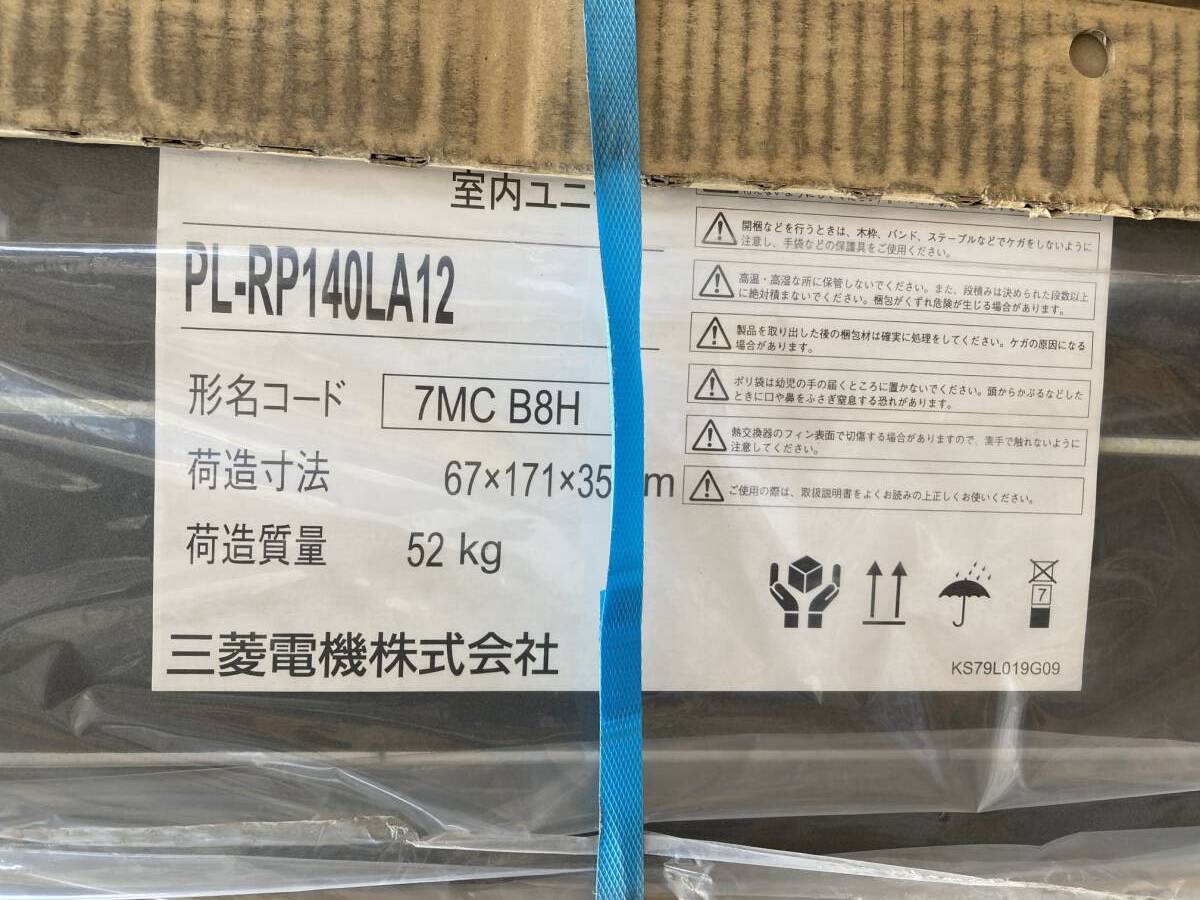 室内ユニ
PL-RP140LA12
形名コード 7MC B8H
荷造寸法 67×171×35 m
荷造質量 52 kg
三菱電機株式会社
開梱などを行うときは、木枠、バンド、ステープルなどでケガをしないように
注意し、手袋などの保護具をご使用ください。
高温・高湿な所に保管しないでください。また、段積みは決められた段数以上
に絶対積まないでください。梱包がくずれ危険が生じる場合があります。
製品を取り出した後の梱包材は確実に処理をしてください。ケガの原因になる
場合があります。
ポリ袋は幼児の手の届くところに置かないでください。頭からかぶるなどした
ときに口や鼻をふさぎ窒息する恐れがあります。
熱交換器のフィン表面で切傷する場合がありますので、素手で触れないように
注意してください。
ご使用の際は、取扱説明書をよくお読みの上正しくお使いください。
7
KS79L019G09